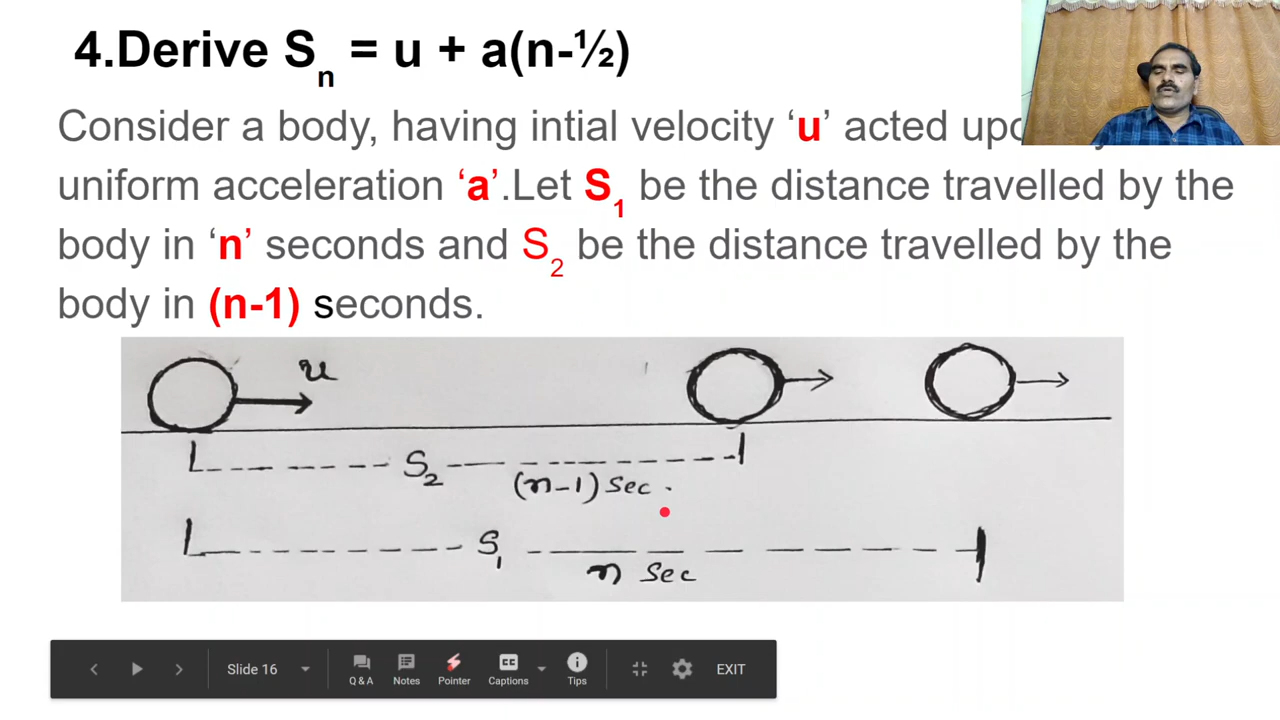 4.Derive Sₙ = u + a(n-½)
Consider a body, having intial velocity ‘u’ acted
uniform acceleration ‘a’.Let S₁ be the distance travelled by the
body in ‘n’ seconds and S₂ be the distance travelled by the
body in (n-1) seconds.
u
S₂
(n-1) Sec.
S₁
n Sec
Slide 16
Q & A
Notes
Pointer
CC
Captions
Tips
EXIT